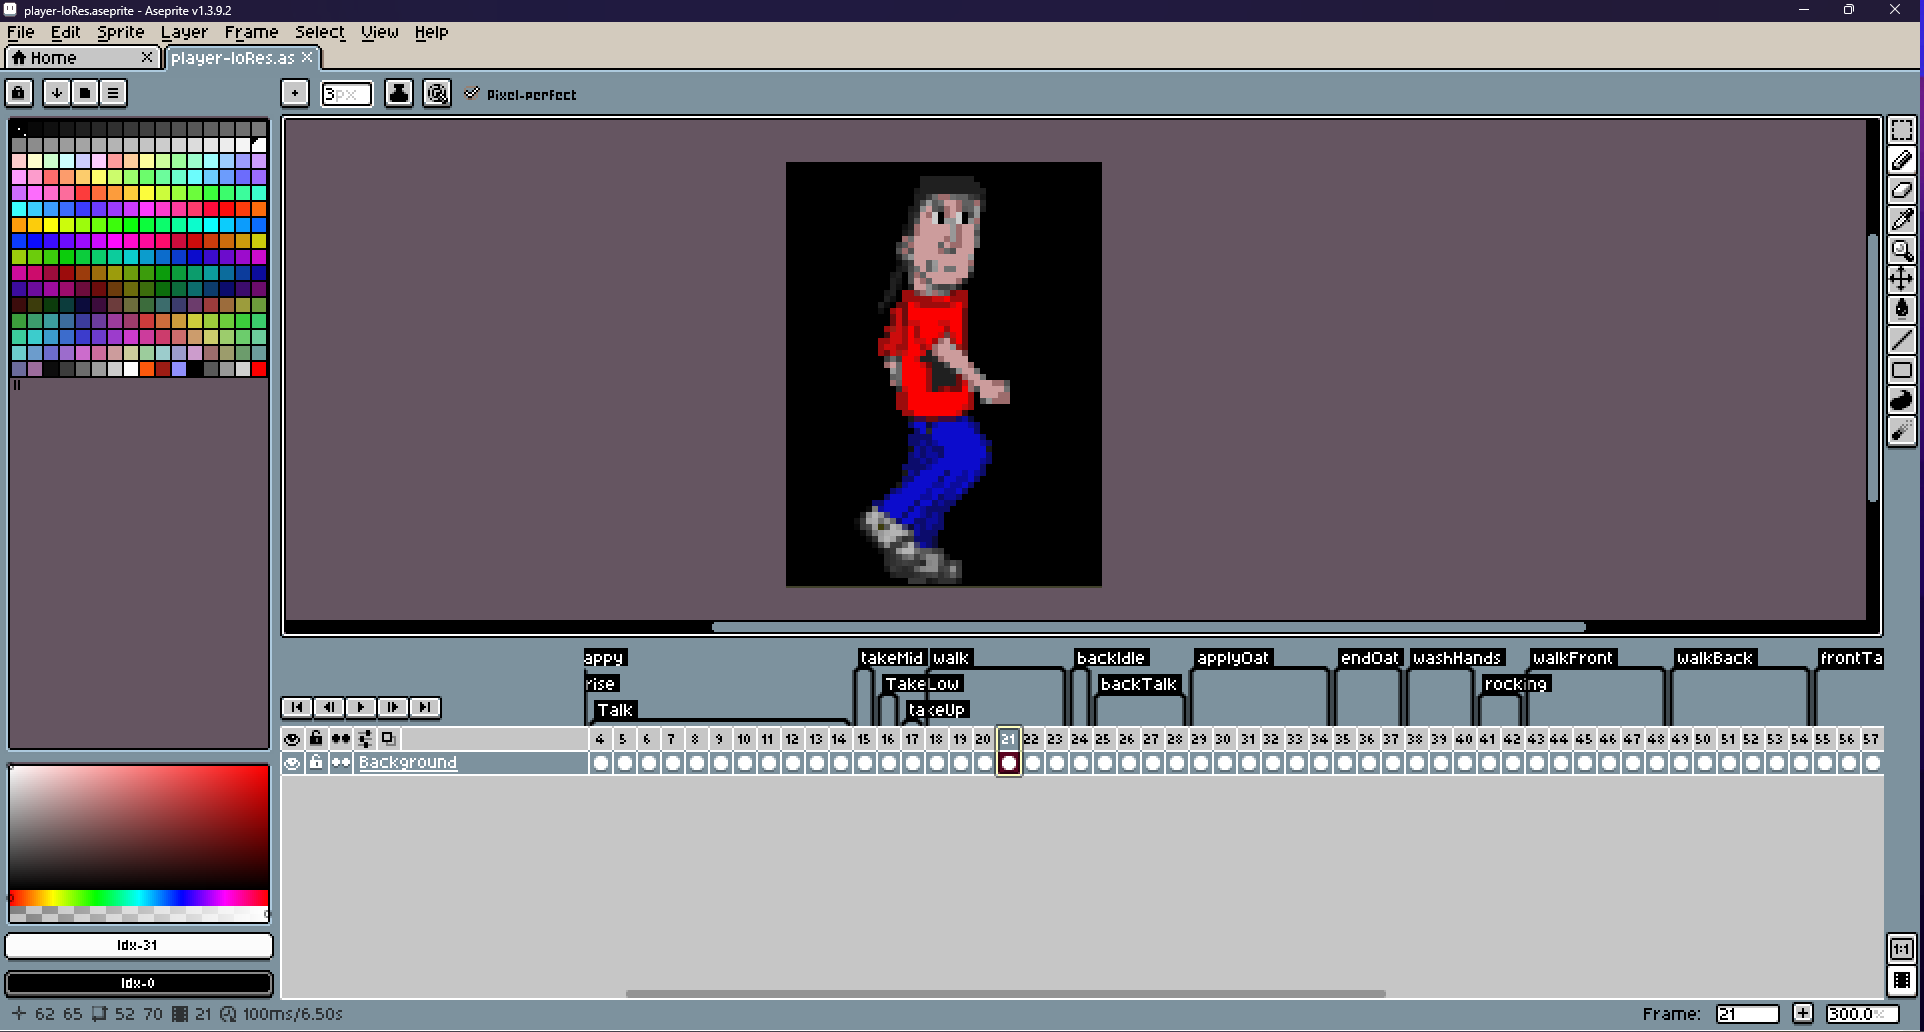 player-loRes.aseprite - Aseprite v1.3.9.2
File Edit Sprite Layer Frame Select View Help
Home player-loRes.as
3px Pixel-perfect
appy takeMid walk backIdle applyOat endOat washHands walkFront walkBack frontTa
rise TakeLow backTalk rocking
Talk takeUp
4 5 6 7 8 9 10 11 12 13 14 15 16 17 18 19 20 21 22 23 24 25 26 27 28 29 30 31 32 33 34 35 36 37 38 39 40 41 42 43 44 45 46 47 48 49 50 51 52 53 54 55 56 57
Background
Idx-31
Idx-0
1:1
62 65 52 70 21 100ms/6.50s Frame: 21 + 300.0%